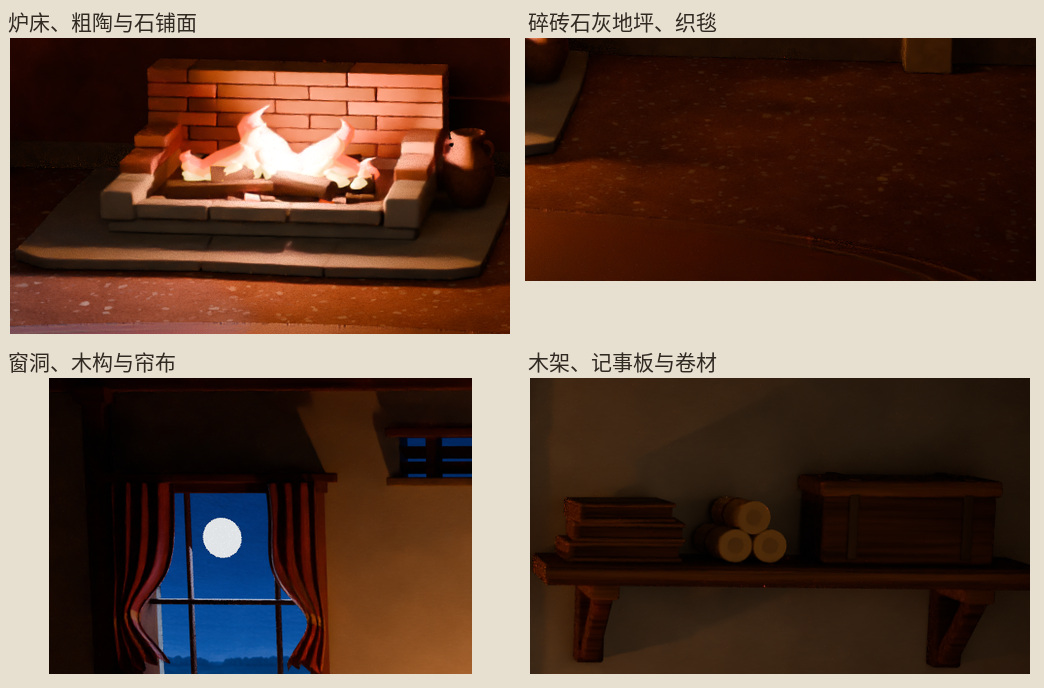 炉床、粗陶与石铺面
碎砖石灰地坪、织毯
窗洞、木构与帘布
木架、记事板与卷材